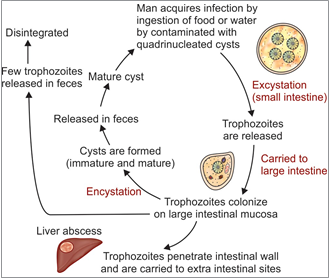 Man acquires infection by
ingestion of food or water
by contaminated with
quadrinucleated cysts
Disintegrated
Few trophozoites
released in feces
Mature cyst
Excystation
(small intestine)
Released in feces
Trophozoites
are released
Cysts are formed
(immature and mature)
Carried to
large intestine
Encystation
Trophozoites colonize
on large intestinal mucosa
Liver abscess
Trophozoites penetrate intestinal wall
and are carried to extra intestinal sites